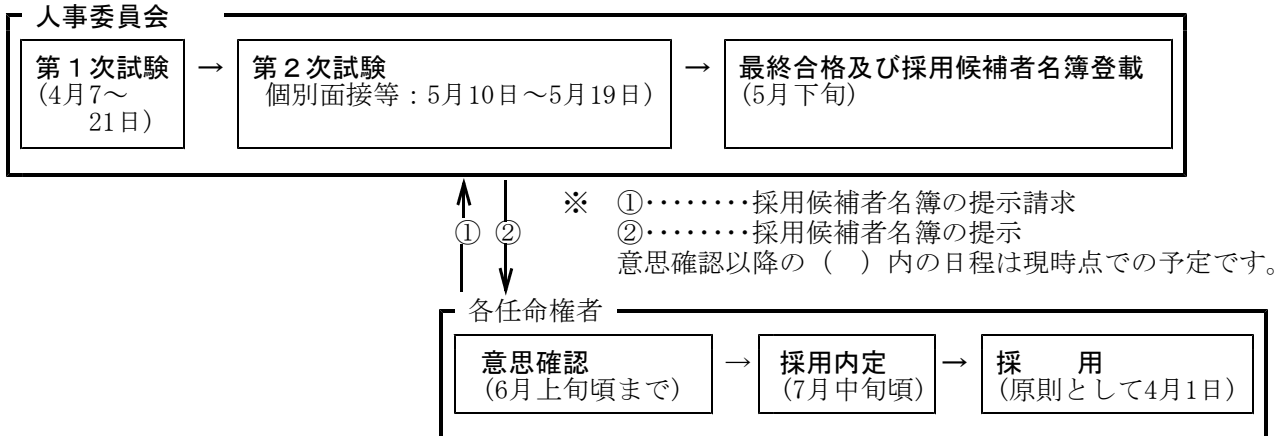 人事委員会
第１次試験 → 第２次試験 → 最終合格及び採用候補者名簿登載
(4月7～ 個別面接等：5月10日～5月19日) (5月下旬)
21日)
※ ①････････採用候補者名簿の提示請求
① ② ②････････採用候補者名簿の提示
意思確認以降の（　）内の日程は現時点での予定です。
各任命権者
意思確認 → 採用内定 → 採　　用
(6月上旬頃まで) (7月中旬頃) (原則として4月1日)